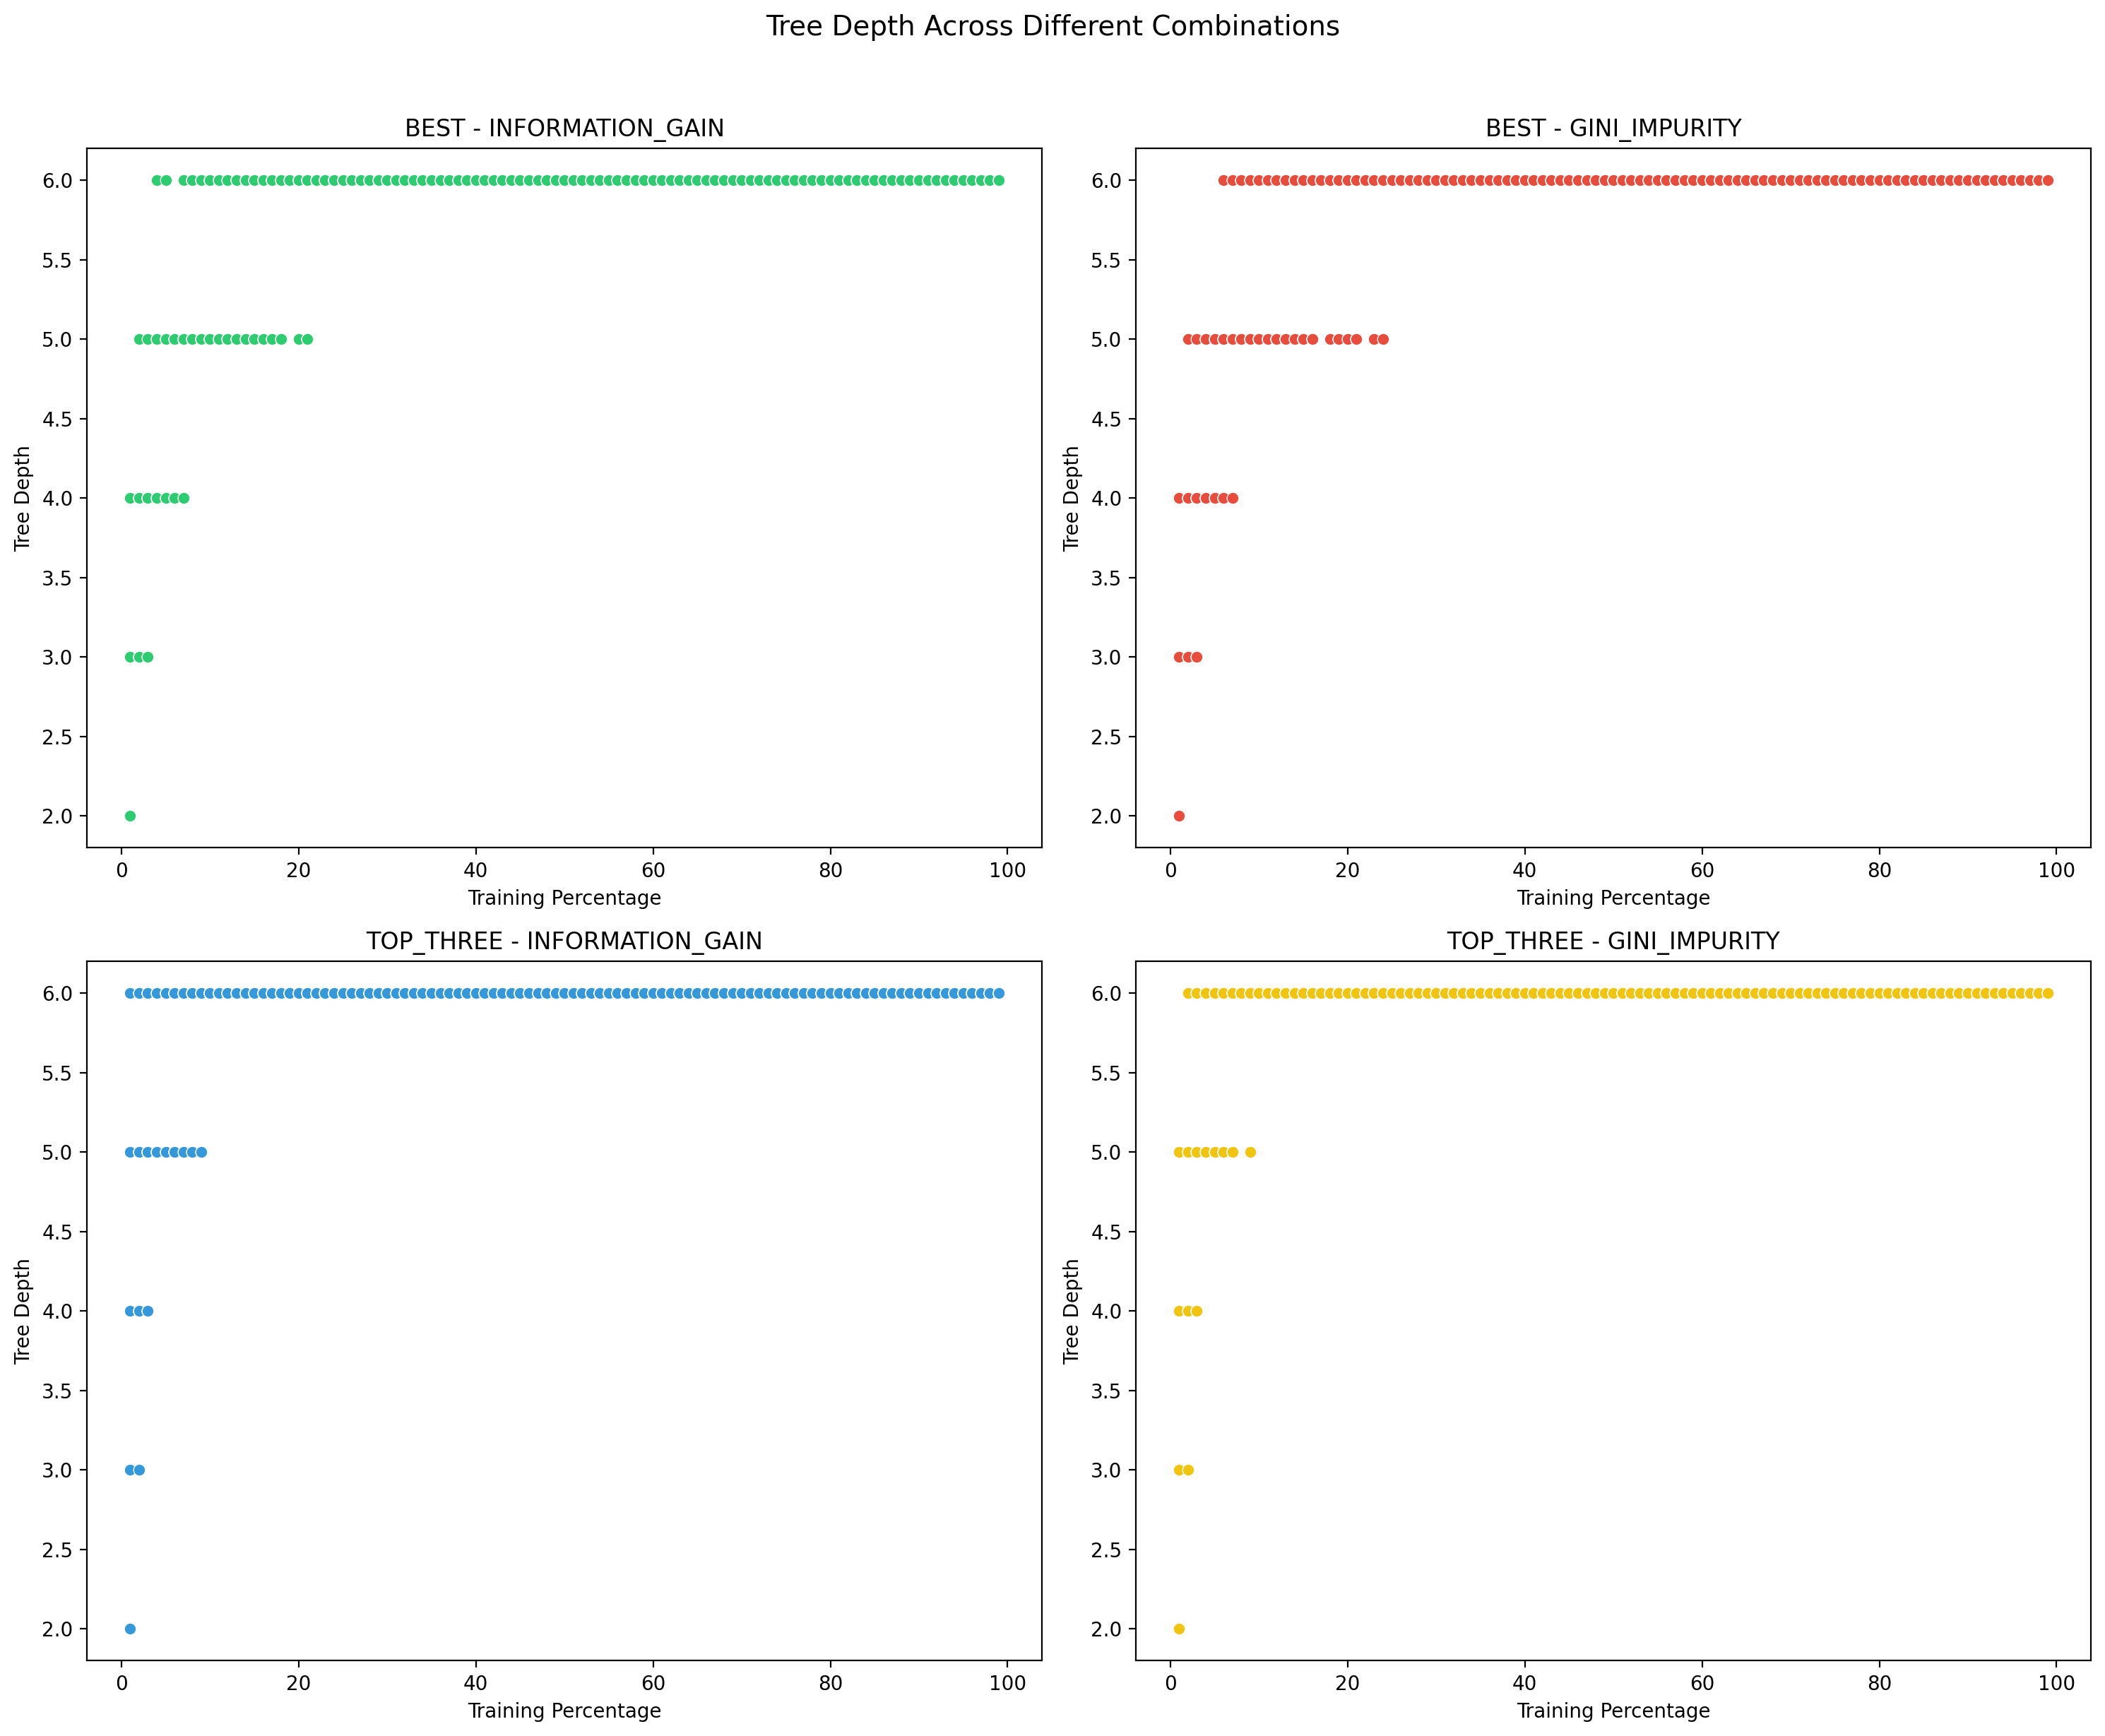 Tree Depth Across Different Combinations
BEST - INFORMATION_GAIN
6.0
5.5
5.0
4.5
4.0
3.5
3.0
2.5
2.0
Tree Depth
0 20 40 60 80 100
Training Percentage
BEST - GINI_IMPURITY
6.0
5.5
5.0
4.5
4.0
3.5
3.0
2.5
2.0
Tree Depth
0 20 40 60 80 100
Training Percentage
TOP_THREE - INFORMATION_GAIN
6.0
5.5
5.0
4.5
4.0
3.5
3.0
2.5
2.0
Tree Depth
0 20 40 60 80 100
Training Percentage
TOP_THREE - GINI_IMPURITY
6.0
5.5
5.0
4.5
4.0
3.5
3.0
2.5
2.0
Tree Depth
0 20 40 60 80 100
Training Percentage